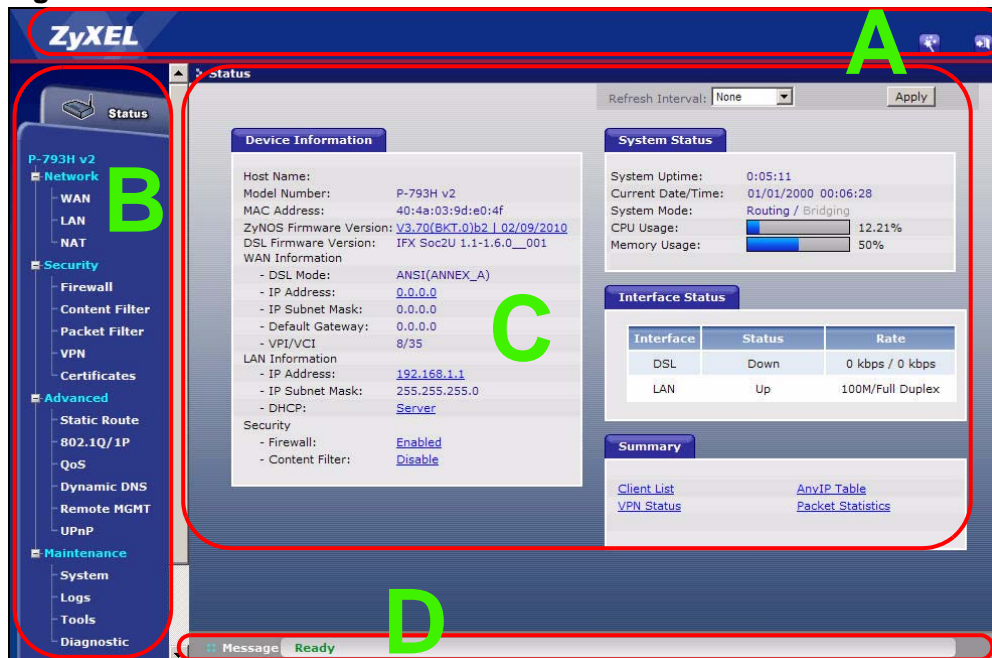 ZyXEL
A
> Status
Refresh Interval: None
Apply
Status
P-793H v2
Network
WAN
LAN
NAT
Security
Firewall
Content Filter
Packet Filter
VPN
Certificates
Advanced
Static Route
802.1Q/1P
QoS
Dynamic DNS
Remote MGMT
UPnP
Maintenance
System
Logs
Tools
Diagnostic
B
Device Information
Host Name:
Model Number: P-793H v2
MAC Address: 40:4a:03:9d:e0:4f
ZyNOS Firmware Version: V3.70(BKT.0)b2 | 02/09/2010
DSL Firmware Version: IFX Soc2U 1.1-1.6.0__001
WAN Information
- DSL Mode: ANSI(ANNEX_A)
- IP Address: 0.0.0.0
- IP Subnet Mask: 0.0.0.0
- Default Gateway: 0.0.0.0
- VPI/VCI 8/35
LAN Information
- IP Address: 192.168.1.1
- IP Subnet Mask: 255.255.255.0
- DHCP: Server
Security
- Firewall: Enabled
- Content Filter: Disable
C
System Status
System Uptime: 0:05:11
Current Date/Time: 01/01/2000 00:06:28
System Mode: Routing / Bridging
CPU Usage: 12.21%
Memory Usage: 50%
Interface Status
Interface Status Rate
DSL Down 0 kbps / 0 kbps
LAN Up 100M/Full Duplex
Summary
Client List AnyIP Table
VPN Status Packet Statistics
D
Message Ready